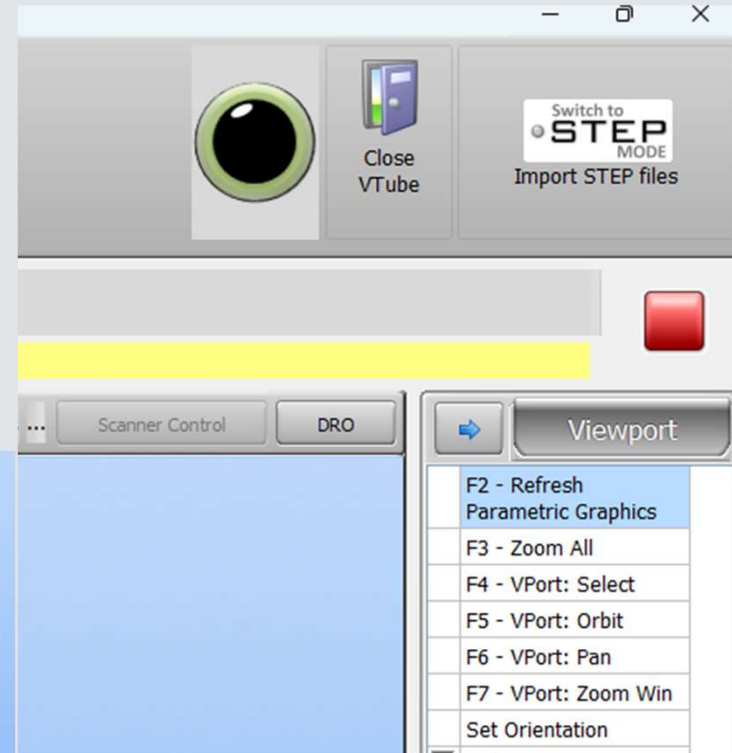 Close
VTube
Switch to
STEP
MODE
Import STEP files
...
Scanner Control
DRO
Viewport
F2 - Refresh
Parametric Graphics
F3 - Zoom All
F4 - VPort: Select
F5 - VPort: Orbit
F6 - VPort: Pan
F7 - VPort: Zoom Win
Set Orientation